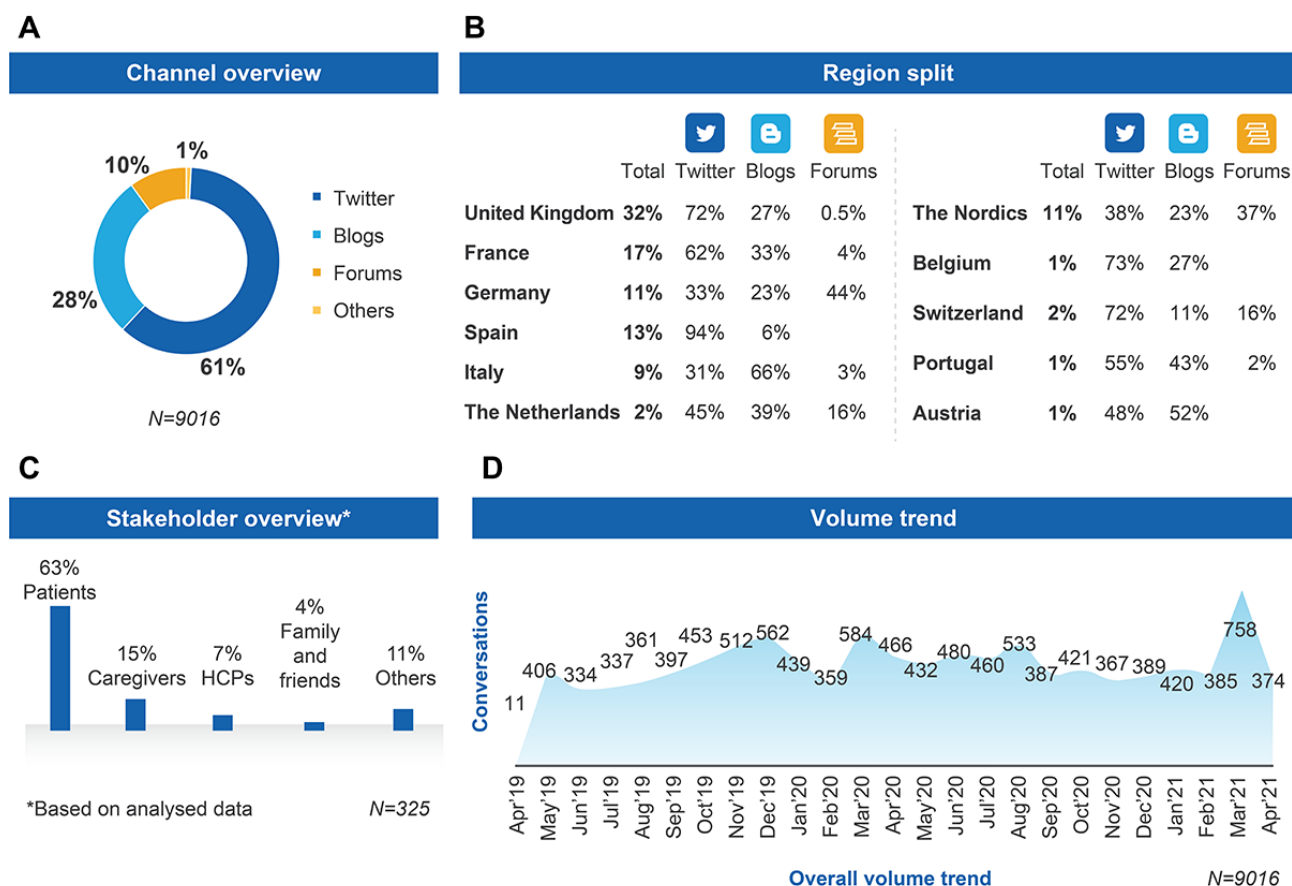 A
Channel overview
1%
10%
28%
61%
Twitter
Blogs
Forums
Others
N=9016
B
Region split
Total Twitter Blogs Forums
United Kingdom 32% 72% 27% 0.5%
France 17% 62% 33% 4%
Germany 11% 33% 23% 44%
Spain 13% 94% 6%
Italy 9% 31% 66% 3%
The Netherlands 2% 45% 39% 16%
Total Twitter Blogs Forums
The Nordics 11% 38% 23% 37%
Belgium 1% 73% 27%
Switzerland 2% 72% 11% 16%
Portugal 1% 55% 43% 2%
Austria 1% 48% 52%
C
Stakeholder overview*
63%
Patients
15%
Caregivers
7%
HCPs
4%
Family
and
friends
11%
Others
*Based on analysed data
N=325
D
Volume trend
Conversations
11
406
334
337
361
397
453
512
562
439
359
584
466
432
480
460
533
387
421
367
389
420
385
758
374
Apr'19
May'19
Jun'19
Jul'19
Aug'19
Sep'19
Oct'19
Nov'19
Dec'19
Jan'20
Feb'20
Mar'20
Apr'20
May'20
Jun'20
Jul'20
Aug'20
Sep'20
Oct'20
Nov'20
Dec'20
Jan'21
Feb'21
Mar'21
Apr'21
Overall volume trend
N=9016